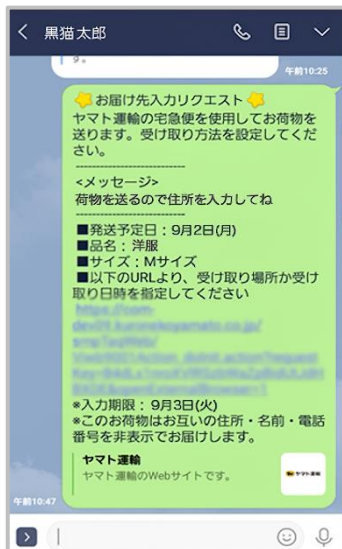 黒猫太郎
す。
午前10:25
お届け先入力リクエスト
ヤマト運輸の宅急便を使用してお荷物を
送ります。受け取り方法を設定してくだ
さい。
--------------------------
<メッセージ>
荷物を送るので住所を入力してね
--------------------------
■発送予定日：9月2日(月)
■品名：洋服
■サイズ：Mサイズ
■以下のURLより、受け取り場所か受け
取り日時を指定してください
※入力期限：9月3日(火)
※このお荷物はお互いの住所・名前・電話
番号を非表示でお届けします。
ヤマト運輸
ヤマト運輸のWebサイトです。
ヤマト運輸
午前10:47